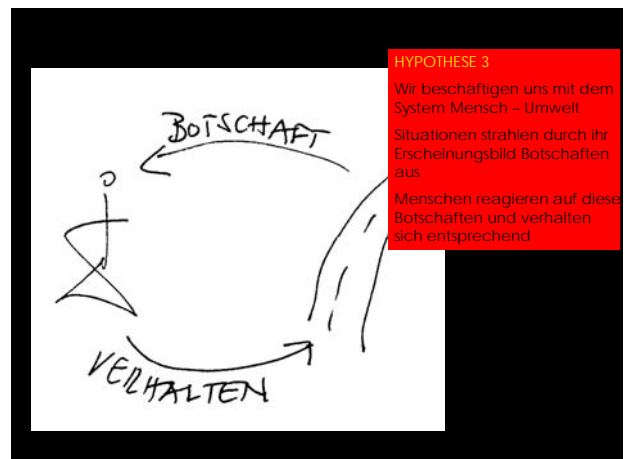 HYPOTHESE 3
Wir beschäftigen uns mit dem
System Mensch – Umwelt
Situationen strahlen durch ihr
Erscheinungsbild Botschaften
aus
Menschen reagieren auf diese
Botschaften und verhalten
sich entsprechend
BOTSCHAFT
VERHALTEN